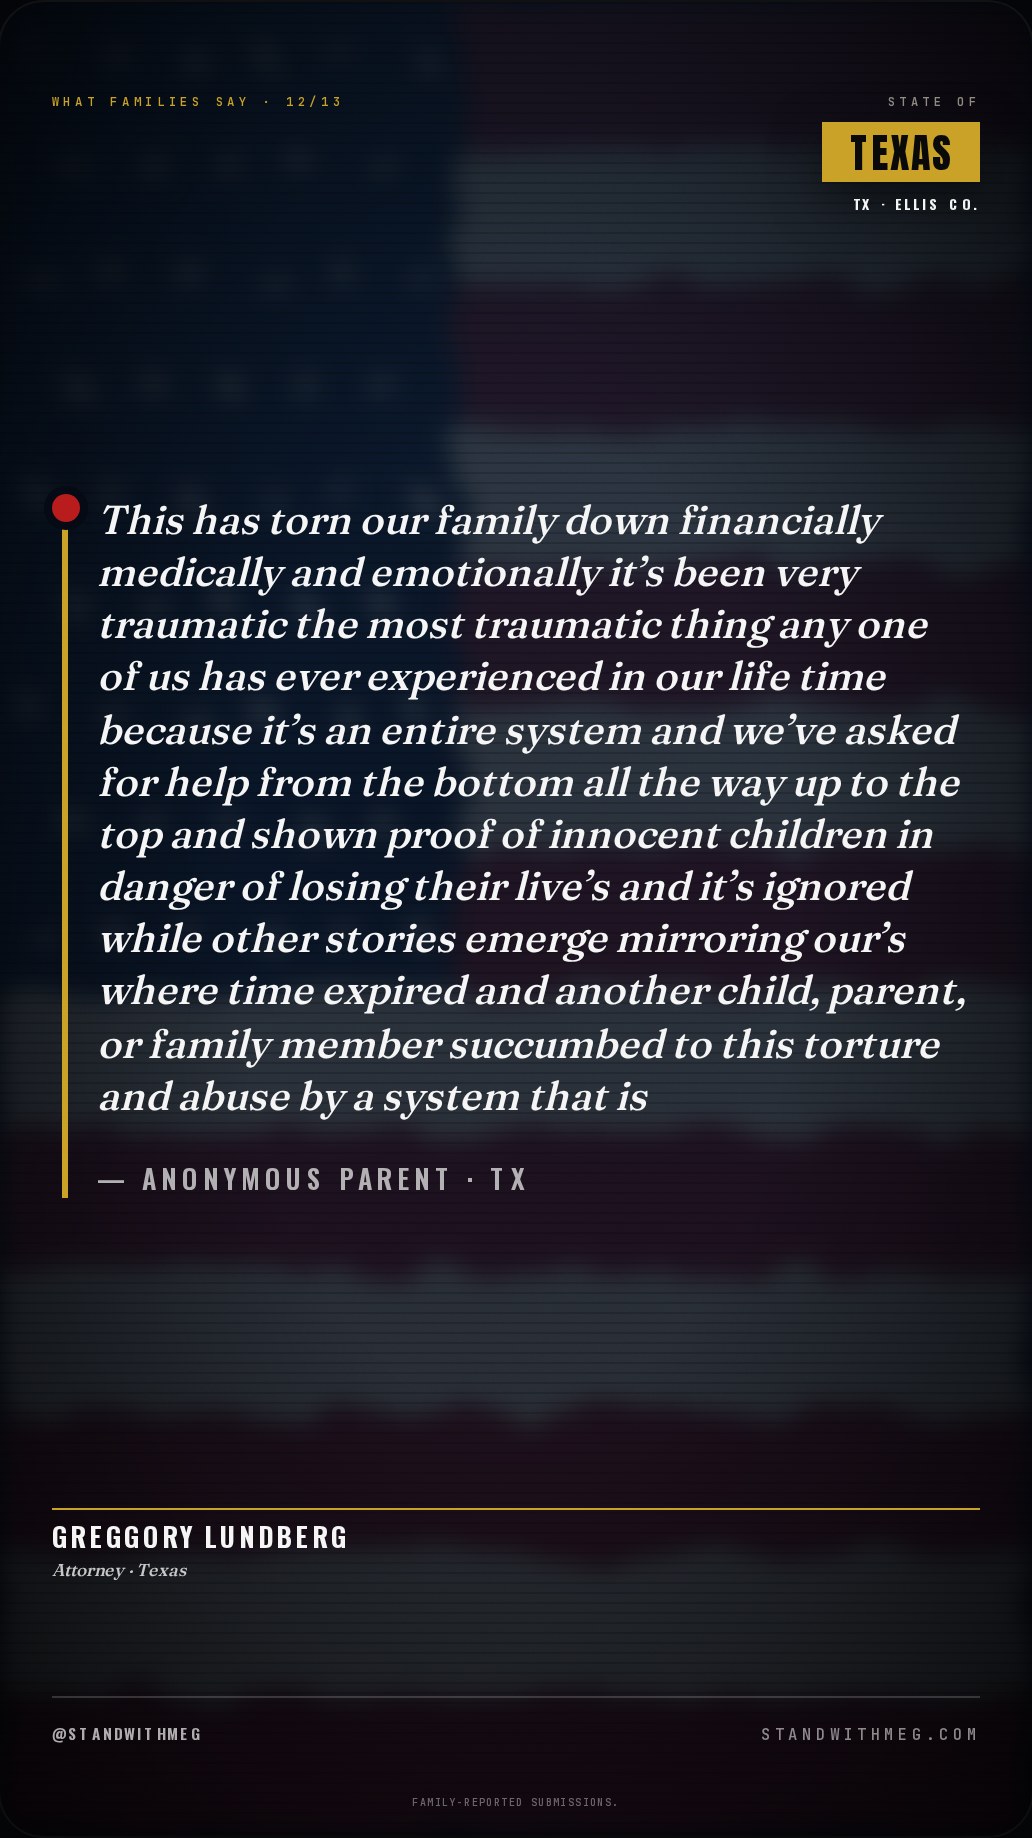 WHAT FAMILIES SAY · 12/13
STATE OF
TEXAS
TX · ELLIS CO.
This has torn our family down financially
medically and emotionally it’s been very
traumatic the most traumatic thing any one
of us has ever experienced in our life time
because it’s an entire system and we’ve asked
for help from the bottom all the way up to the
top and shown proof of innocent children in
danger of losing their live’s and it’s ignored
while other stories emerge mirroring our’s
where time expired and another child, parent,
or family member succumbed to this torture
and abuse by a system that is
— ANONYMOUS PARENT · TX
GREGGORY LUNDBERG
Attorney · Texas
@STANDWITHMEG
STANDWITHMEG.COM
FAMILY-REPORTED SUBMISSIONS.